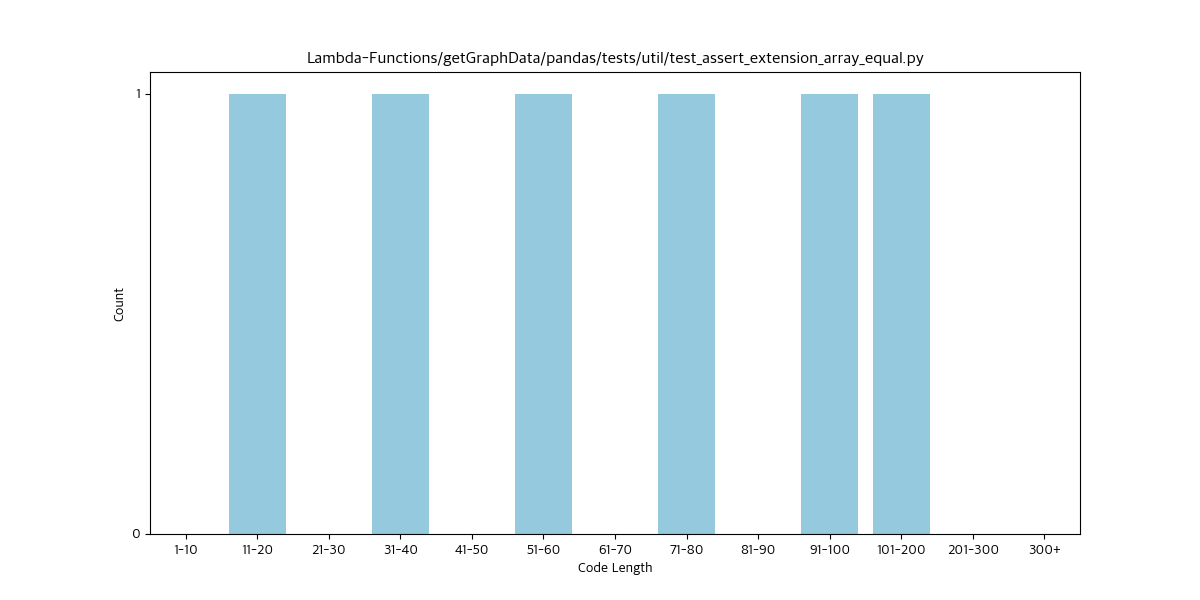 Lambda-Functions/getGraphData/pandas/tests/util/test_assert_extension_array_equal.py
1
Count
0
1-10 11-20 21-30 31-40 41-50 51-60 61-70 71-80 81-90 91-100 101-200 201-300 300+
Code Length